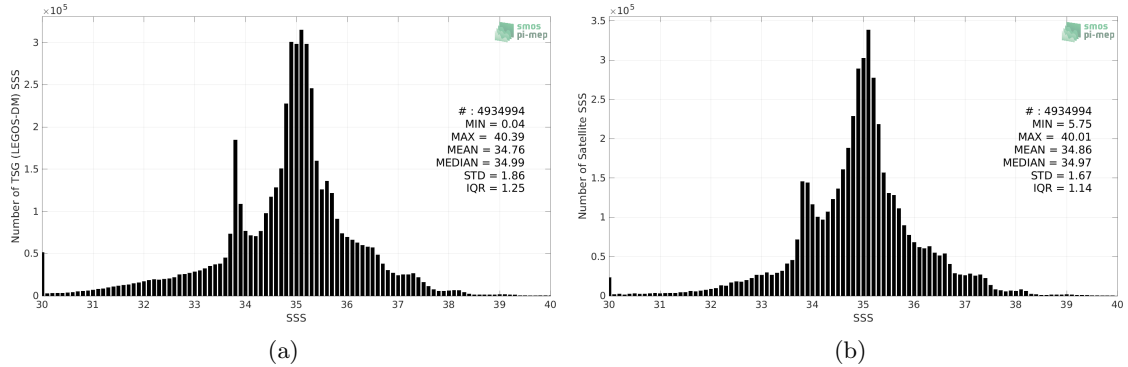 ×10^5
Number of TSG (LEGOS-DM) SSS
3
2.5
2
1.5
1
0.5
0
30 31 32 33 34 35 36 37 38 39 40
SSS
smos
pi-mep
# : 4934994
MIN = 0.04
MAX = 40.39
MEAN = 34.76
MEDIAN = 34.99
STD = 1.86
IQR = 1.25
(a)
×10^5
Number of Satellite SSS
3.5
3
2.5
2
1.5
1
0.5
0
30 31 32 33 34 35 36 37 38 39 40
SSS
smos
pi-mep
# : 4934994
MIN = 5.75
MAX = 40.01
MEAN = 34.86
MEDIAN = 34.97
STD = 1.67
IQR = 1.14
(b)